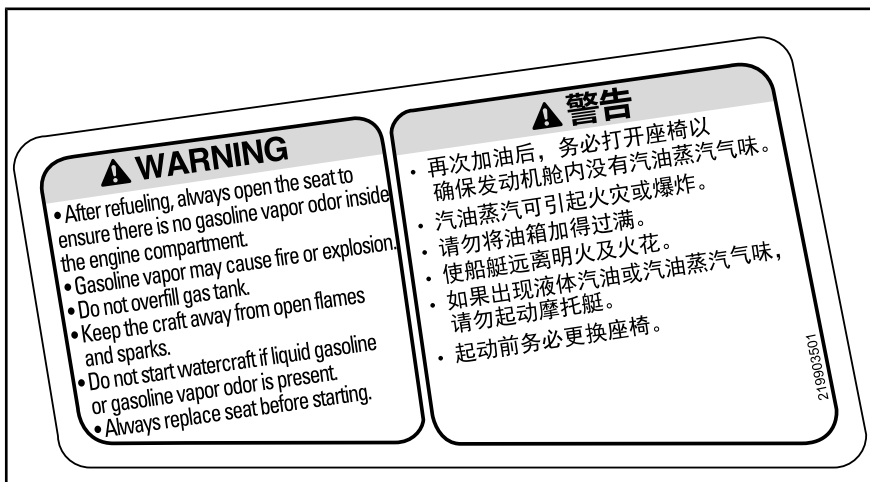 WARNING
• After refueling, always open the seat to
ensure there is no gasoline vapor odor inside
the engine compartment.
• Gasoline vapor may cause fire or explosion.
• Do not overfill gas tank.
• Keep the craft away from open flames
and sparks.
• Do not start watercraft if liquid gasoline
or gasoline vapor odor is present.
• Always replace seat before starting.
警告
· 再次加油后，务必打开座椅以
确保发动机舱内没有汽油蒸汽气味。
· 汽油蒸汽可引起火灾或爆炸。
· 请勿将油箱加得过满。
· 使船艇远离明火及火花。
· 如果出现液体汽油或汽油蒸汽气味，
请勿起动摩托艇。
· 起动前务必更换座椅。
219903501